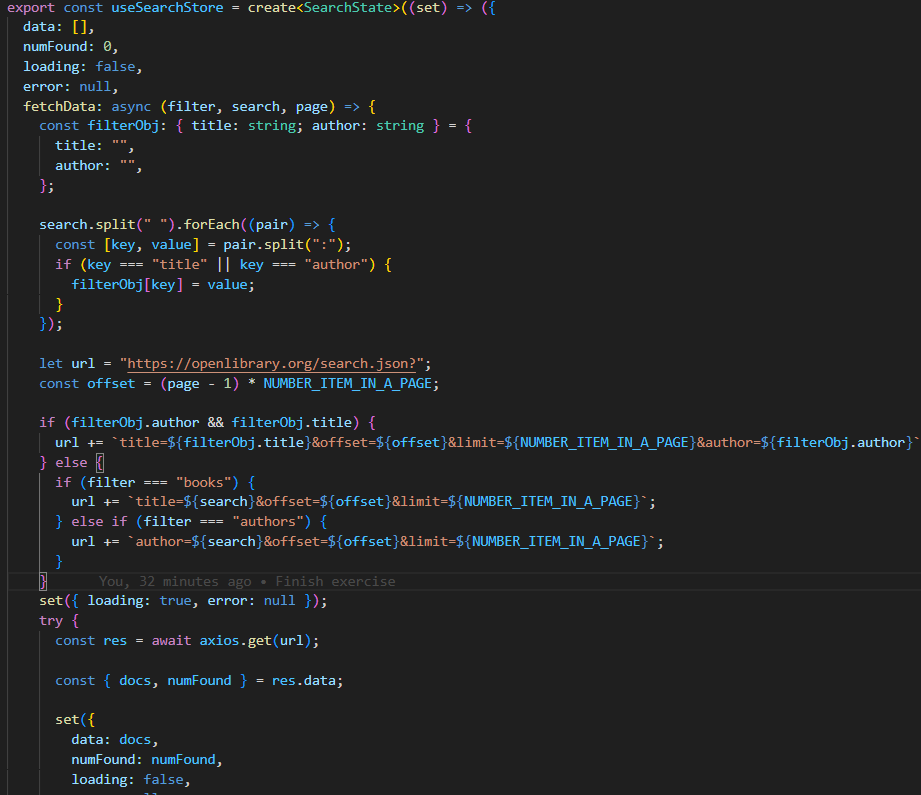 export const useSearchStore = create<SearchState>((set) => ({
  data: [],
  numFound: 0,
  loading: false,
  error: null,
  fetchData: async (filter, search, page) => {
    const filterObj: { title: string; author: string } = {
      title: "",
      author: "",
    };

    search.split(" ").forEach((pair) => {
      const [key, value] = pair.split(":");
      if (key === "title" || key === "author") {
        filterObj[key] = value;
      }
    });

    let url = "https://openlibrary.org/search.json?";
    const offset = (page - 1) * NUMBER_ITEM_IN_A_PAGE;

    if (filterObj.author && filterObj.title) {
      url += `title=${filterObj.title}&offset=${offset}&limit=${NUMBER_ITEM_IN_A_PAGE}&author=${filterObj.author}`
    } else {
      if (filter === "books") {
        url += `title=${search}&offset=${offset}&limit=${NUMBER_ITEM_IN_A_PAGE}`;
      } else if (filter === "authors") {
        url += `author=${search}&offset=${offset}&limit=${NUMBER_ITEM_IN_A_PAGE}`;
      }
    } You, 32 minutes ago • Finish exercise
    set({ loading: true, error: null });
    try {
      const res = await axios.get(url);

      const { docs, numFound } = res.data;

      set({
        data: docs,
        numFound: numFound,
        loading: false,